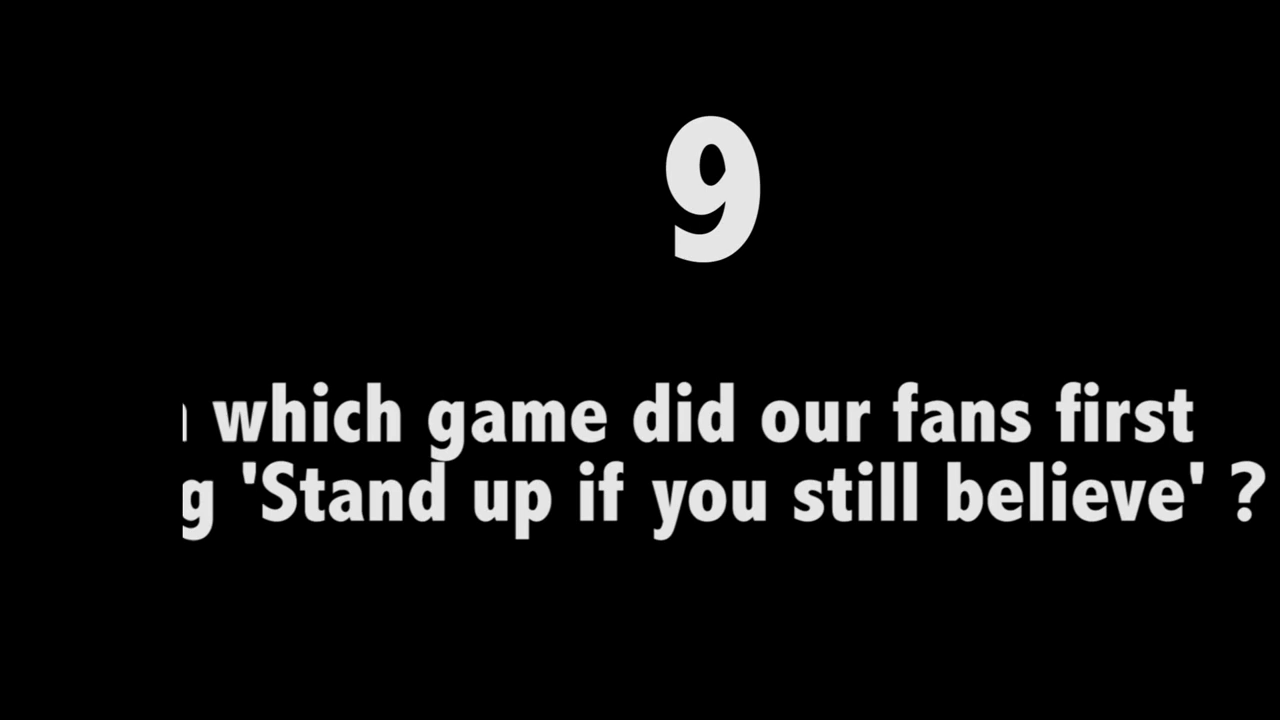 9
which game did our fans first
g 'Stand up if you still believe' ?